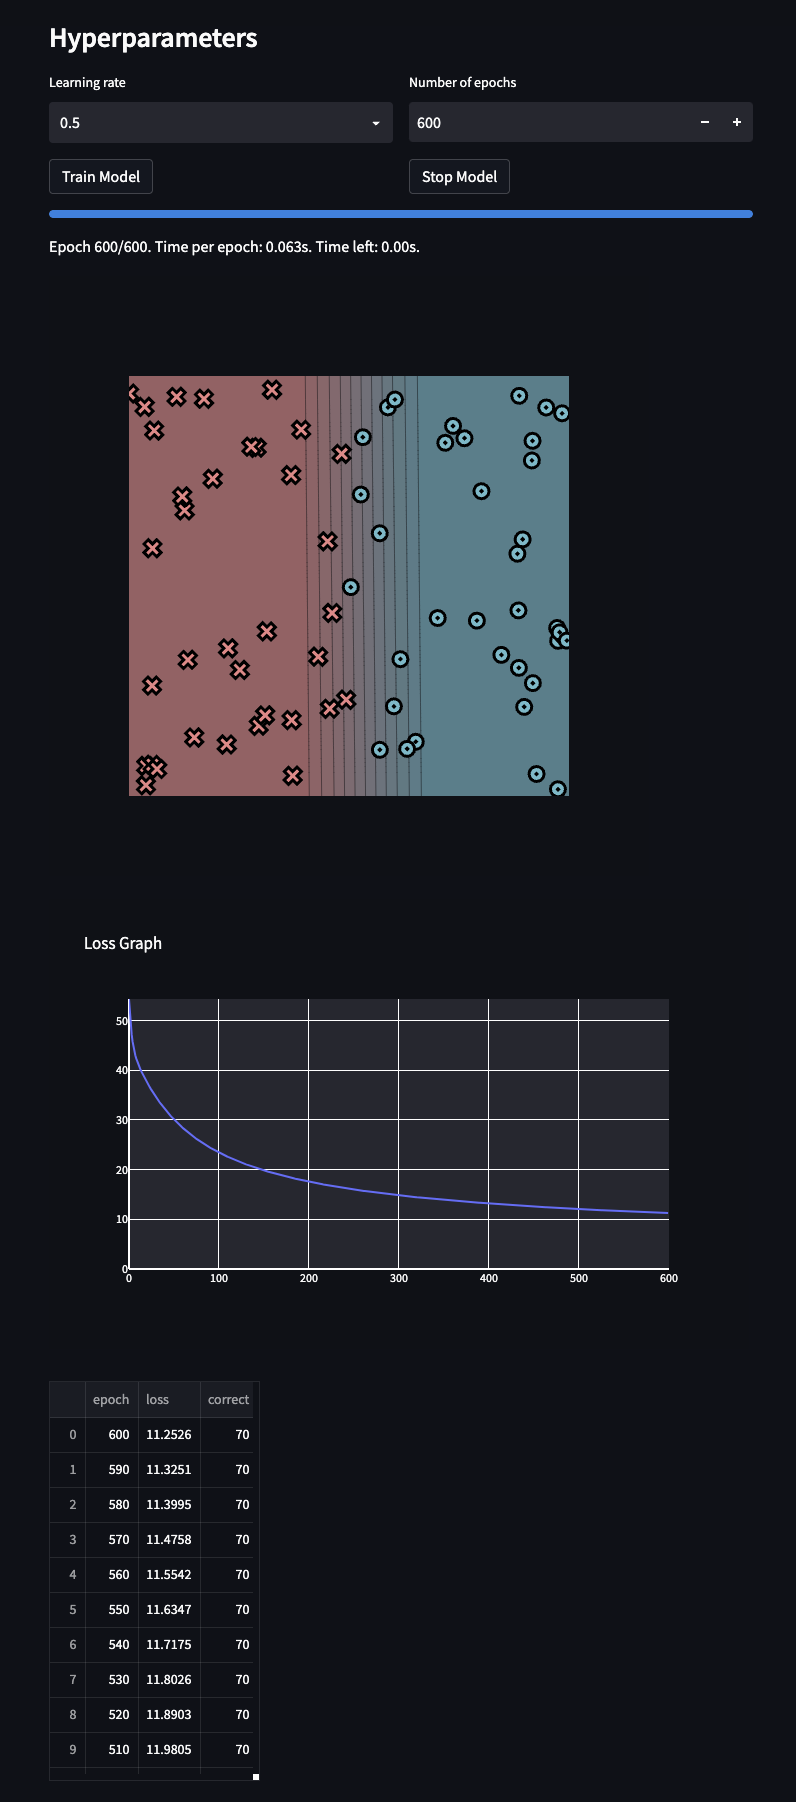 Hyperparameters
Learning rate Number of epochs
0.5 600 − +
Train Model Stop Model
Epoch 600/600. Time per epoch: 0.063s. Time left: 0.00s.
Loss Graph
50
40
30
20
10
0
0 100 200 300 400 500 600
epoch loss correct
0 600 11.2526 70
1 590 11.3251 70
2 580 11.3995 70
3 570 11.4758 70
4 560 11.5542 70
5 550 11.6347 70
6 540 11.7175 70
7 530 11.8026 70
8 520 11.8903 70
9 510 11.9805 70